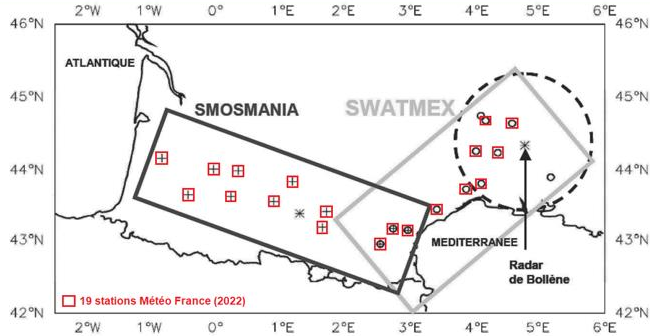 2°W 1°W 0°E 1°E 2°E 3°E 4°E 5°E 6°E
46°N 46°N
ATLANTIQUE
45°N 45°N
SMOSMANIA SWATMEX
44°N 44°N
43°N MEDITERRANEE 43°N
Radar
de Bollène
19 stations Météo France (2022)
42°N 42°N
2°W 1°W 0°E 1°E 2°E 3°E 4°E 5°E 6°E